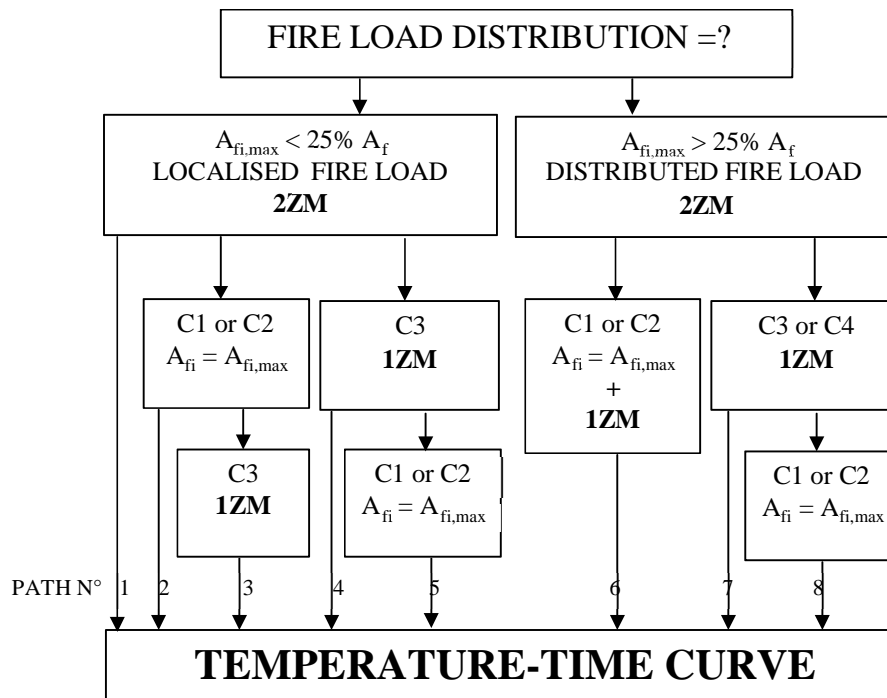 FIRE LOAD DISTRIBUTION =?
A_fi,max < 25% A_f
LOCALISED FIRE LOAD
2ZM
A_fi,max > 25% A_f
DISTRIBUTED FIRE LOAD
2ZM
C1 or C2
A_fi = A_fi,max
C3
1ZM
C1 or C2
A_fi = A_fi,max
+
1ZM
C3 or C4
1ZM
C3
1ZM
C1 or C2
A_fi = A_fi,max
C1 or C2
A_fi = A_fi,max
PATH N° 1 2 3 4 5 6 7 8
TEMPERATURE-TIME CURVE